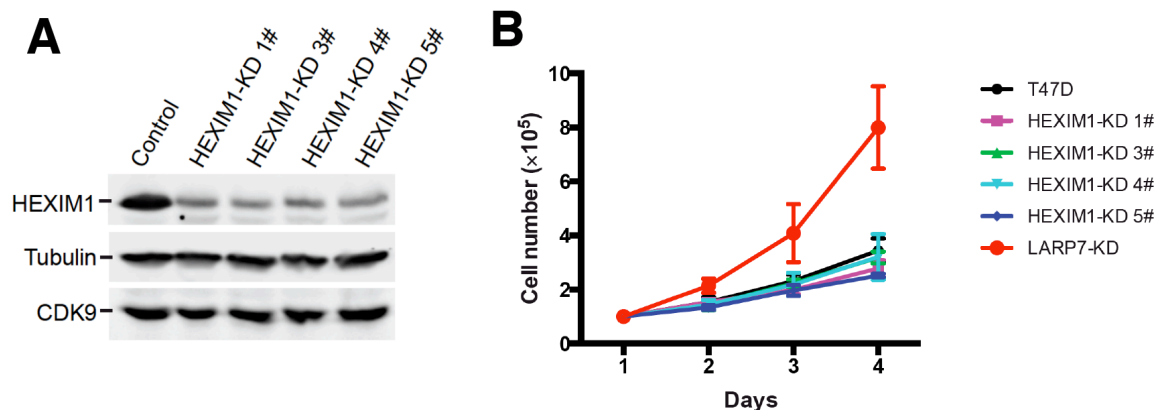 A
Control
HEXIM1-KD 1#
HEXIM1-KD 3#
HEXIM1-KD 4#
HEXIM1-KD 5#
HEXIM1
Tubulin
CDK9
B
Cell number (×10⁵)
10
8
6
4
2
0
1 2 3 4
Days
T47D
HEXIM1-KD 1#
HEXIM1-KD 3#
HEXIM1-KD 4#
HEXIM1-KD 5#
LARP7-KD